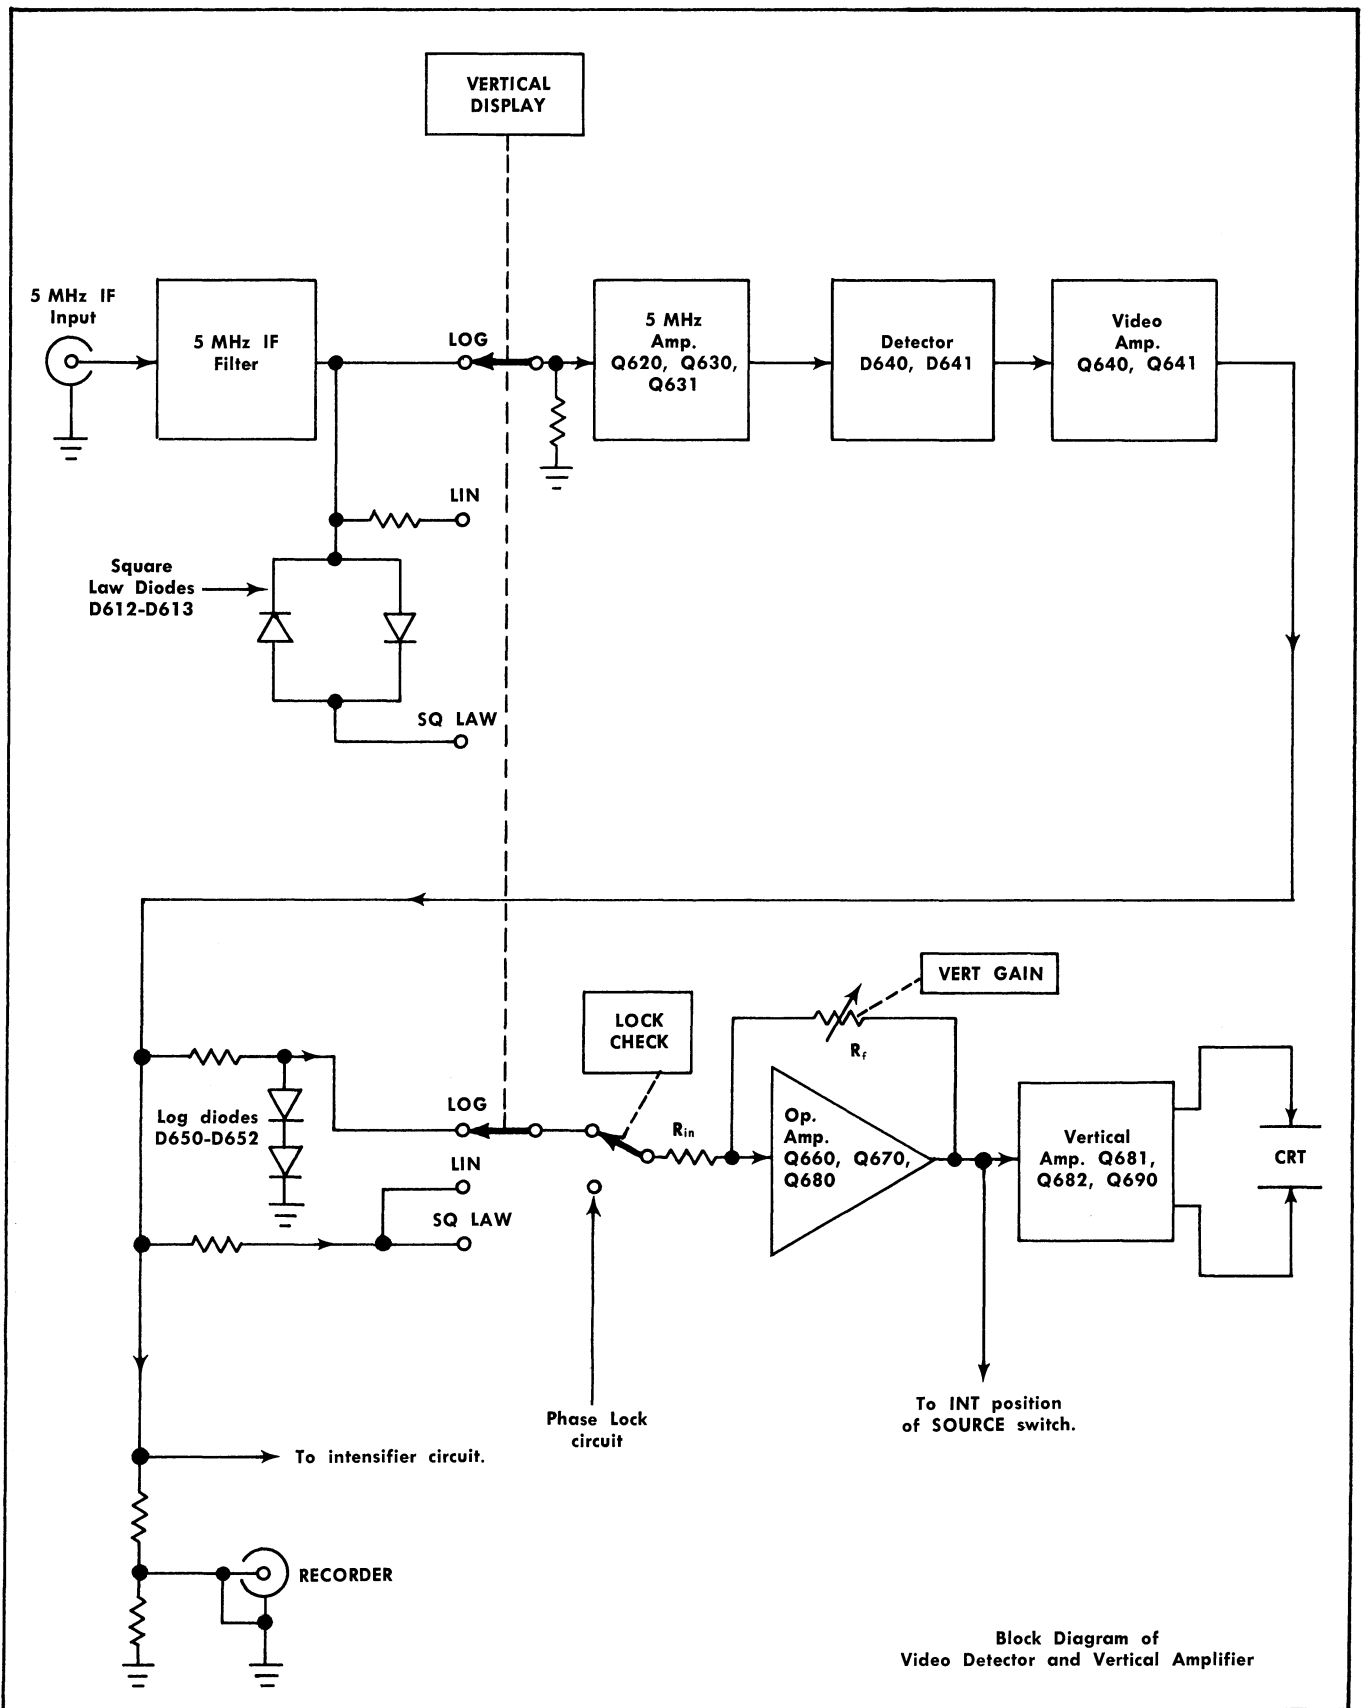 VERTICAL
DISPLAY
5 MHz IF
Input
5 MHz IF
Filter
LOG
5 MHz
Amp.
Q620, Q630,
Q631
Detector
D640, D641
Video
Amp.
Q640, Q641
LIN
Square
Law Diodes
D612-D613
SQ LAW
VERT GAIN
LOCK
CHECK
Rf
Log diodes
D650-D652
LOG
LIN
SQ LAW
Rin
Op.
Amp.
Q660, Q670,
Q680
Vertical
Amp. Q681,
Q682, Q690
CRT
Phase Lock
circuit
To INT position
of SOURCE switch.
To intensifier circuit.
RECORDER
Block Diagram of
Video Detector and Vertical Amplifier